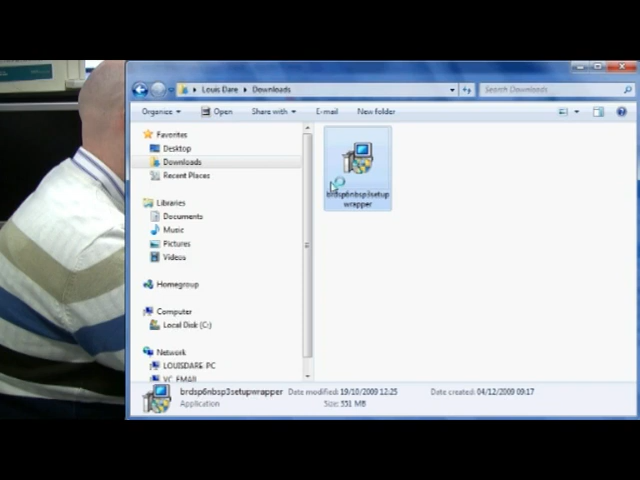 Louis Dare
Downloads
Search Downloads
Organize
Open
Share with
E-mail
New folder
Favorites
Desktop
Downloads
Recent Places
Libraries
Documents
Music
Pictures
Videos
Homegroup
Computer
Local Disk (C:)
Network
LOUISDARE-PC
VC_EMAIL
brdsp6nbsp3setup
wrapper
brdsp6nbsp3setupwrapper
Date modified: 19/10/2009 12:25
Date created: 04/12/2009 09:17
Application
Size: 551 MB